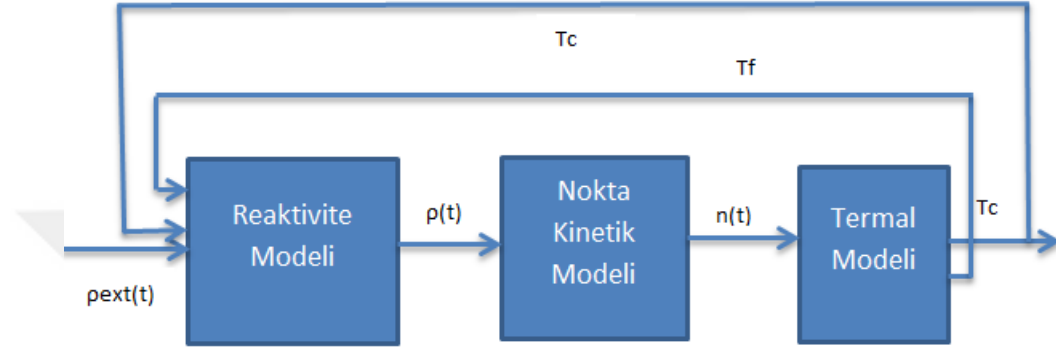 Tc
Tf
Reaktivite
Modeli
ρ(t)
Nokta
Kinetik
Modeli
n(t)
Termal
Modeli
Tc
ρext(t)